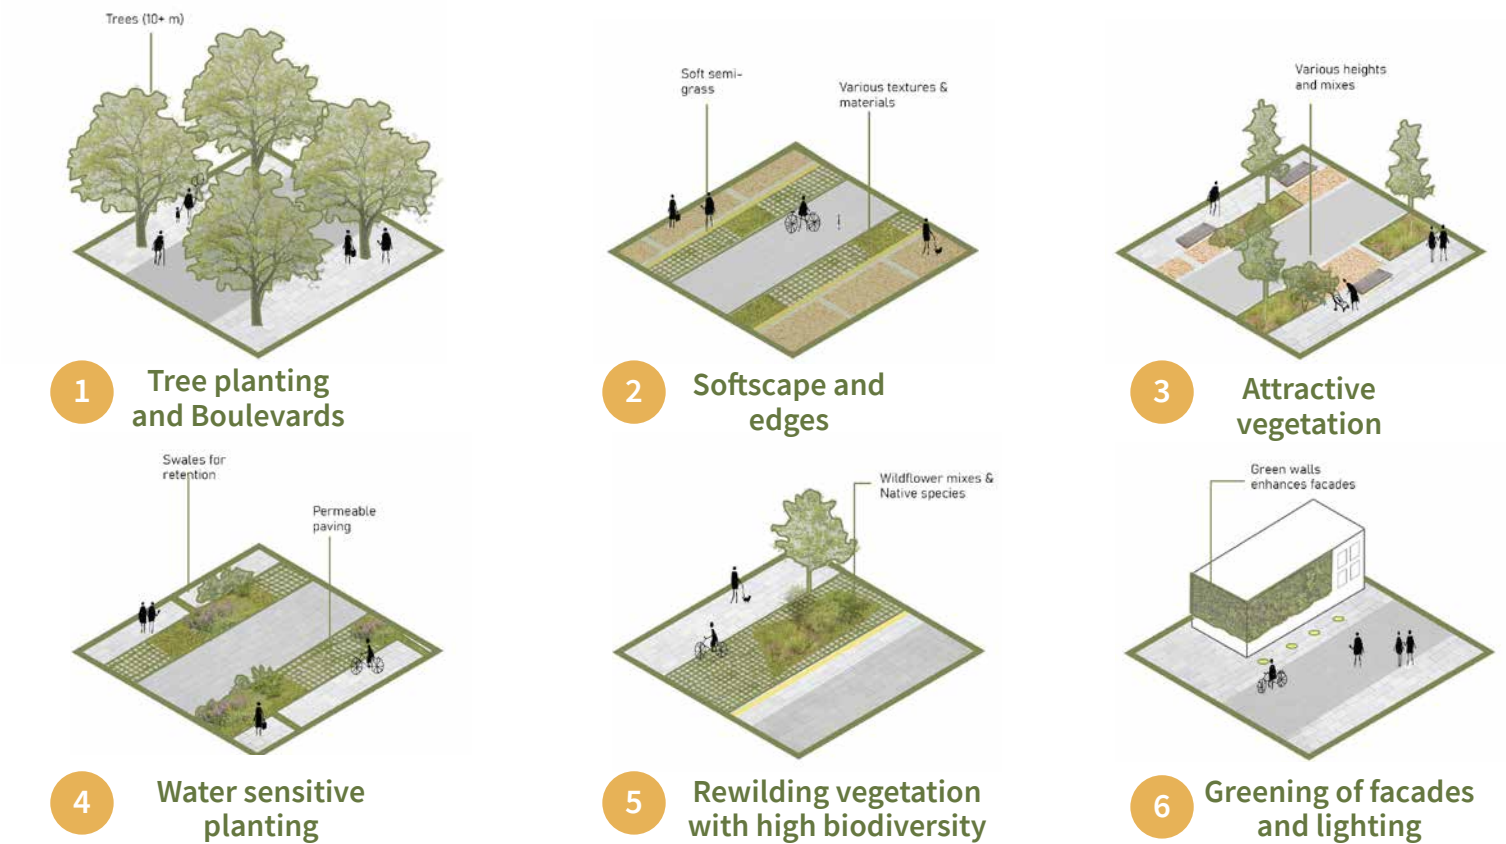 Trees (10+ m)
Soft semi-
grass
Various textures &
materials
Various heights
and mixes
1
Tree planting
and Boulevards
2
Softscape and
edges
3
Attractive
vegetation
Swales for
retention
Permeable
paving
Wildflower mixes &
Native species
Green walls
enhances facades
4
Water sensitive
planting
5
Rewilding vegetation
with high biodiversity
6
Greening of facades
and lighting